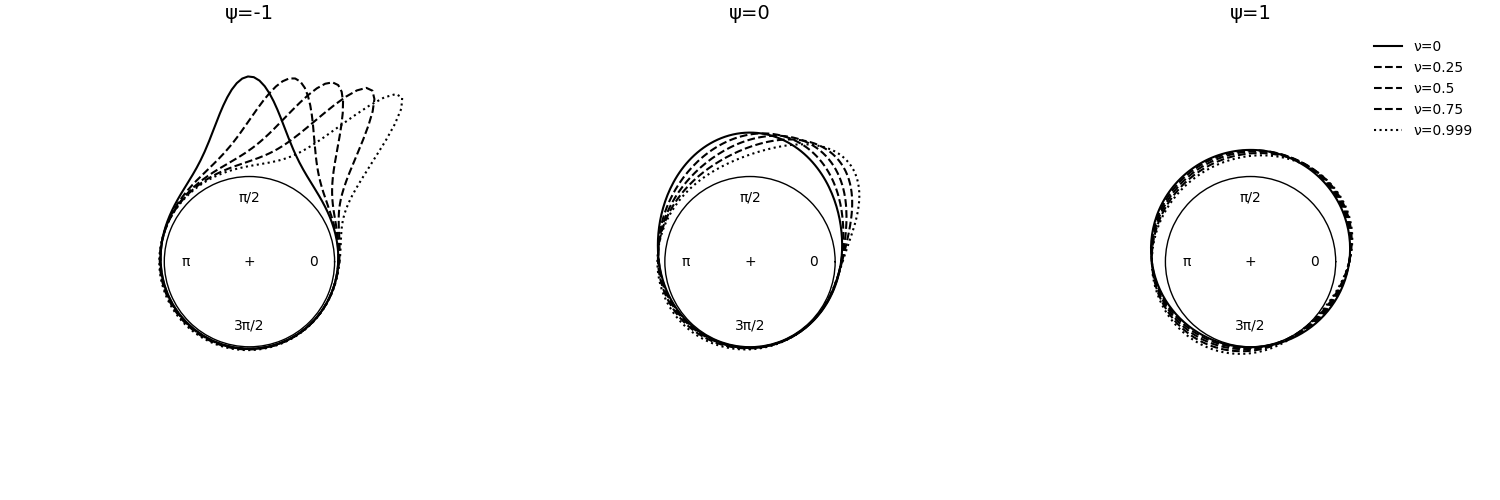 ψ=-1
π/2
π + 0
3π/2
ψ=0
π/2
π + 0
3π/2
ψ=1
π/2
π + 0
3π/2
ν=0
ν=0.25
ν=0.5
ν=0.75
ν=0.999